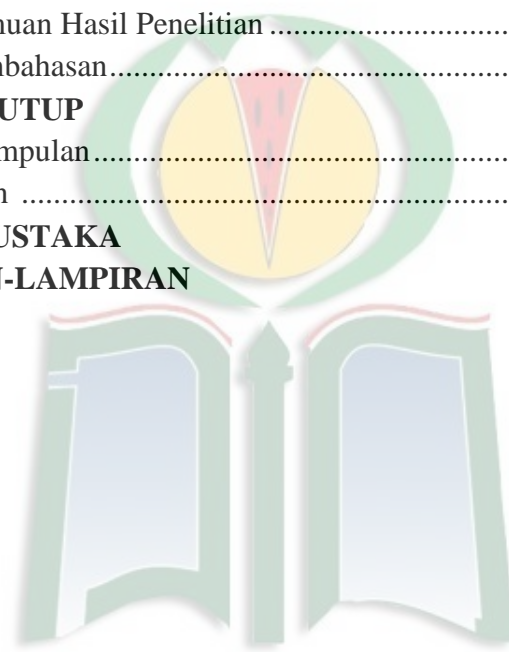 nuan Hasil Penelitian ...................................
nbahasan...................................................
UTUP
mpulan.....................................................
n ................................................................
USTAKA
N-LAMPIRAN